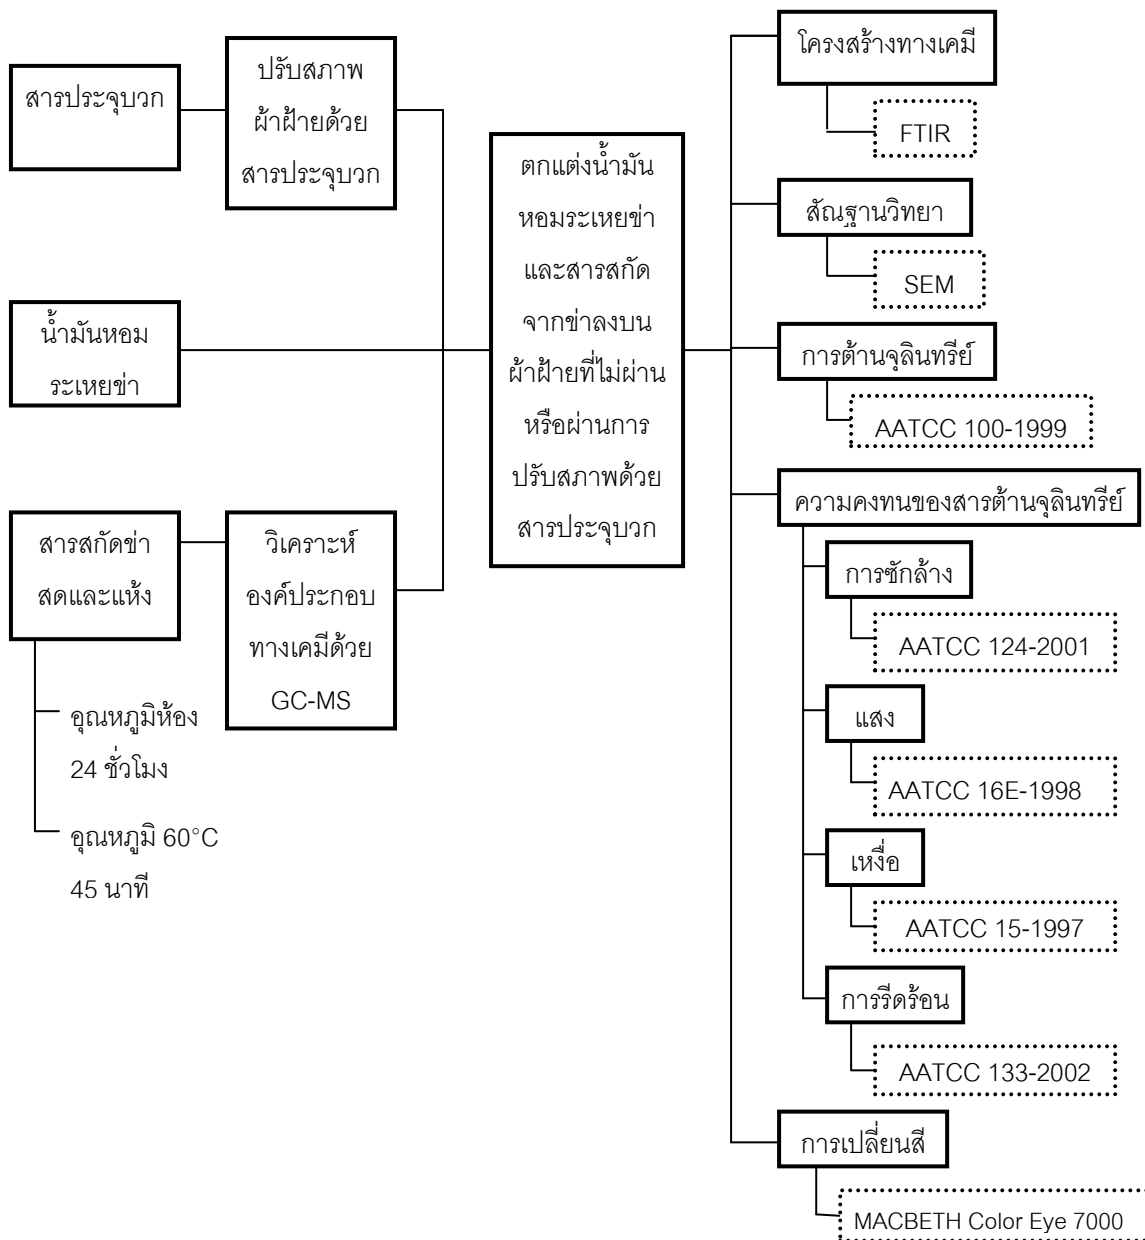 สารประจุบวก
ปรับสภาพ
ผ้าฝ้ายด้วย
สารประจุบวก
น้ำมันหอม
ระเหยข่า
สารสกัดข่า
สดและแห้ง
อุณหภูมิห้อง
24 ชั่วโมง
อุณหภูมิ 60°C
45 นาที
วิเคราะห์
องค์ประกอบ
ทางเคมีด้วย
GC-MS
ตกแต่งน้ำมัน
หอมระเหยข่า
และสารสกัด
จากข่าลงบน
ผ้าฝ้ายที่ไม่ผ่าน
หรือผ่านการ
ปรับสภาพด้วย
สารประจุบวก
โครงสร้างทางเคมี
FTIR
สัณฐานวิทยา
SEM
การต้านจุลินทรีย์
AATCC 100-1999
ความคงทนของสารต้านจุลินทรีย์
การซักล้าง
AATCC 124-2001
แสง
AATCC 16E-1998
เหงื่อ
AATCC 15-1997
การรีดร้อน
AATCC 133-2002
การเปลี่ยนสี
MACBETH Color Eye 7000